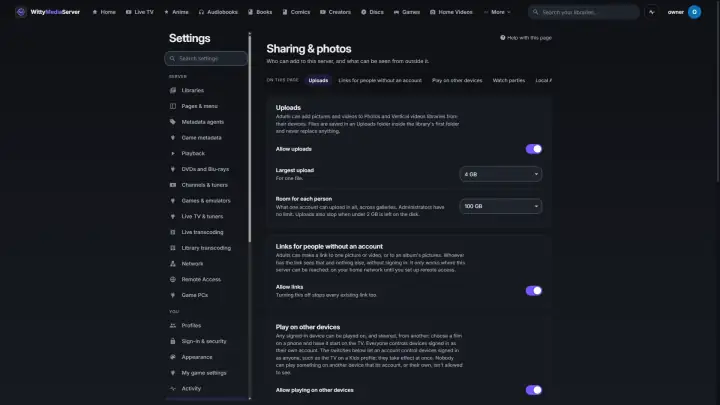 WittyMediaServer
Home
Live TV
Anime
Audiobooks
Books
Comics
Creators
Discs
Games
Home Videos
More
Search your libraries...
owner
D
Settings
Search settings
SERVER
Libraries
Pages & menu
Metadata agents
Game metadata
Playback
DVDs and Blu-rays
Channels & tuners
Games & emulators
Live TV & tuners
Live transcoding
Library transcoding
Network
Remote Access
Game PCs
YOU
Profiles
Sign-in & security
Appearance
My game settings
Activity
Sharing & photos
Help with this page
Who can add to this server, and what can be seen from outside it.
ON THIS PAGE
Uploads
Links for people without an account
Play on other devices
Watch parties
Local
Uploads
Adults can add pictures and videos to Photos and Vertical videos libraries from
their devices. Files are saved in an Uploads folder inside the library's first folder
and never replace anything.
Allow uploads
Largest upload
For one file.
4 GB
Room for each person
What one account can upload in all, across galleries. Administrators have
no limit. Uploads also stop when under 2 GB is left on the disk.
100 GB
Links for people without an account
Adults can make a link to one picture or video, or to an album's pictures. Whoever
has the link sees that and nothing else, without signing in. It only works where this
server can be reached: on your home network until you set up remote access.
Allow links
Turning this off stops every existing link too.
Play on other devices
Any signed-in device can be played on, and steered, from another: choose a film
on a phone and have it start on the TV. Everyone controls devices signed in as
their own account. The switches below let an account control devices signed in
as anyone, such as the TV on a Kids profile; they take effect at once. Nobody
can play something on another device that its account, or their own, isn't allowed
to see.
Allow playing on other devices